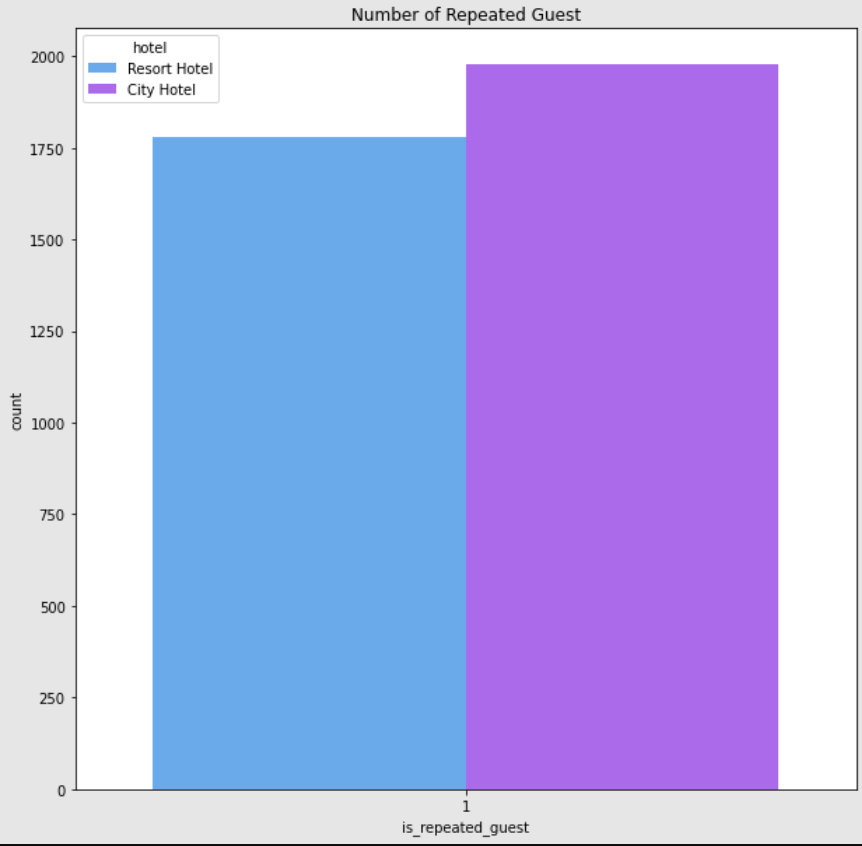 Number of Repeated Guest
hotel
Resort Hotel
City Hotel
2000
1750
1500
1250
1000
750
500
250
0
count
1
is_repeated_guest